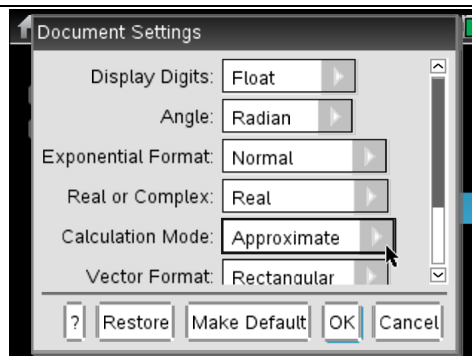 Document Settings
Display Digits: Float
Angle: Radian
Exponential Format: Normal
Real or Complex: Real
Calculation Mode: Approximate
Vector Format: Rectangular
? Restore Make Default OK Cancel